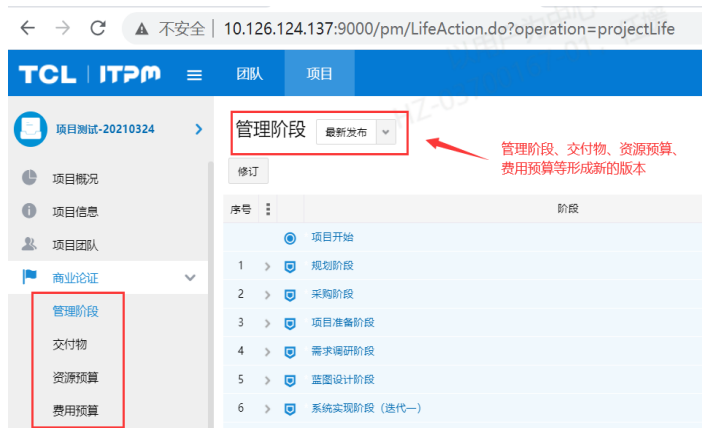 不安全 10.126.124.137:9000/pm/LifeAction.do?operation=projectLife
TCL ITPM 团队 项目
项目测试-20210324
管理阶段 最新发布
管理阶段、交付物、资源预算、
费用预算等形成新的版本
修订
项目概况
项目信息
项目团队
商业论证
管理阶段
交付物
资源预算
费用预算
序号 阶段
项目开始
1 规划阶段
2 采购阶段
3 项目准备阶段
4 需求调研阶段
5 蓝图设计阶段
6 系统实现阶段（迭代一）